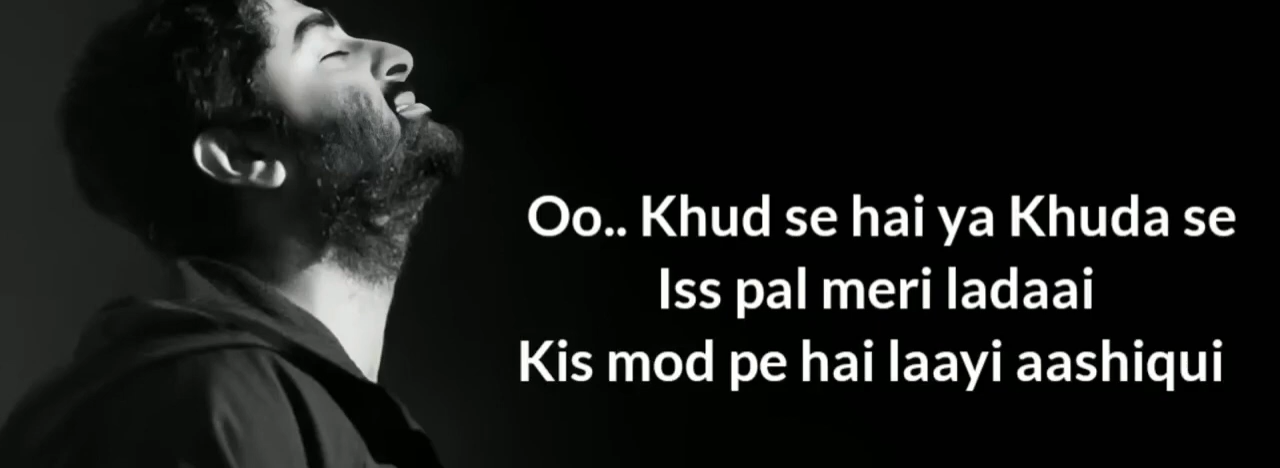 Oo.. Khud se hai ya Khuda se
Iss pal meri ladaai
Kis mod pe hai laayi aashiqui